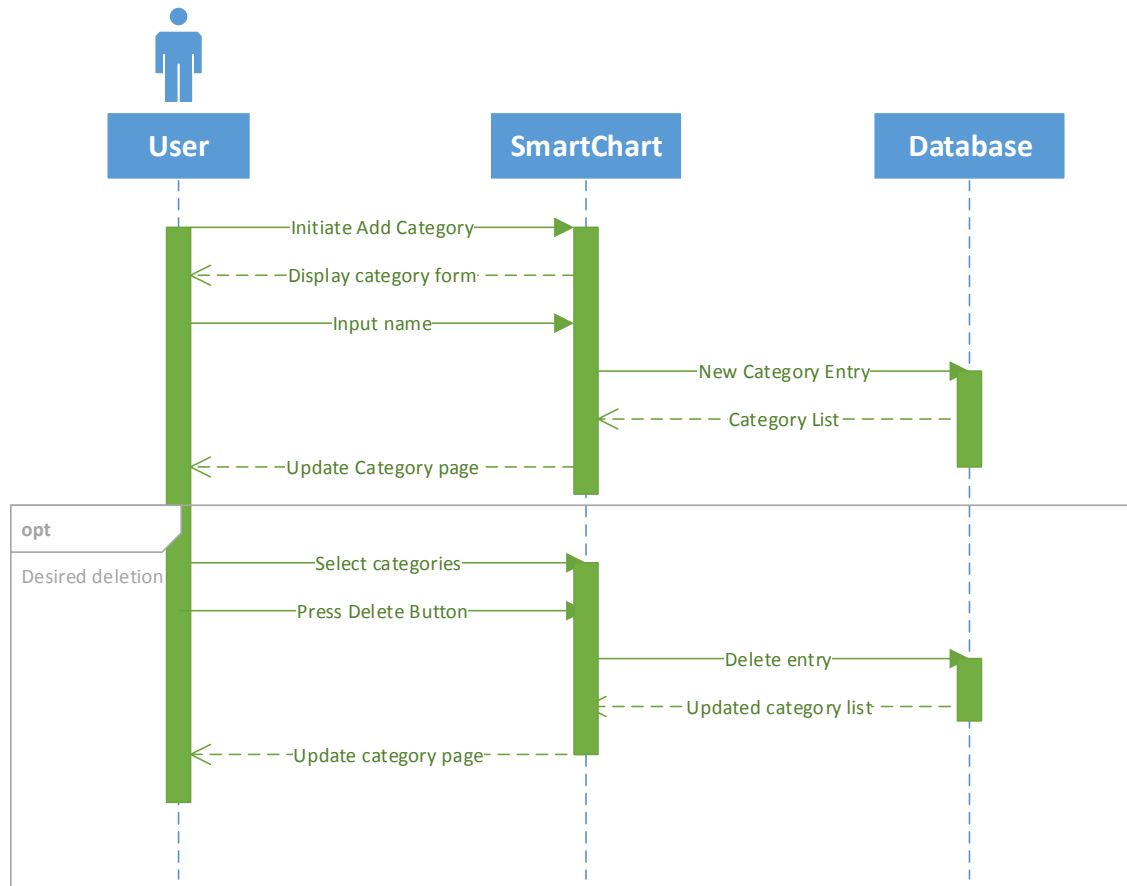 User
SmartChart
Database
Initiate Add Category
Display category form
Input name
New Category Entry
Category List
Update Category page
opt
Desired deletion
Select categories
Press Delete Button
Delete entry
Updated category list
Update category page